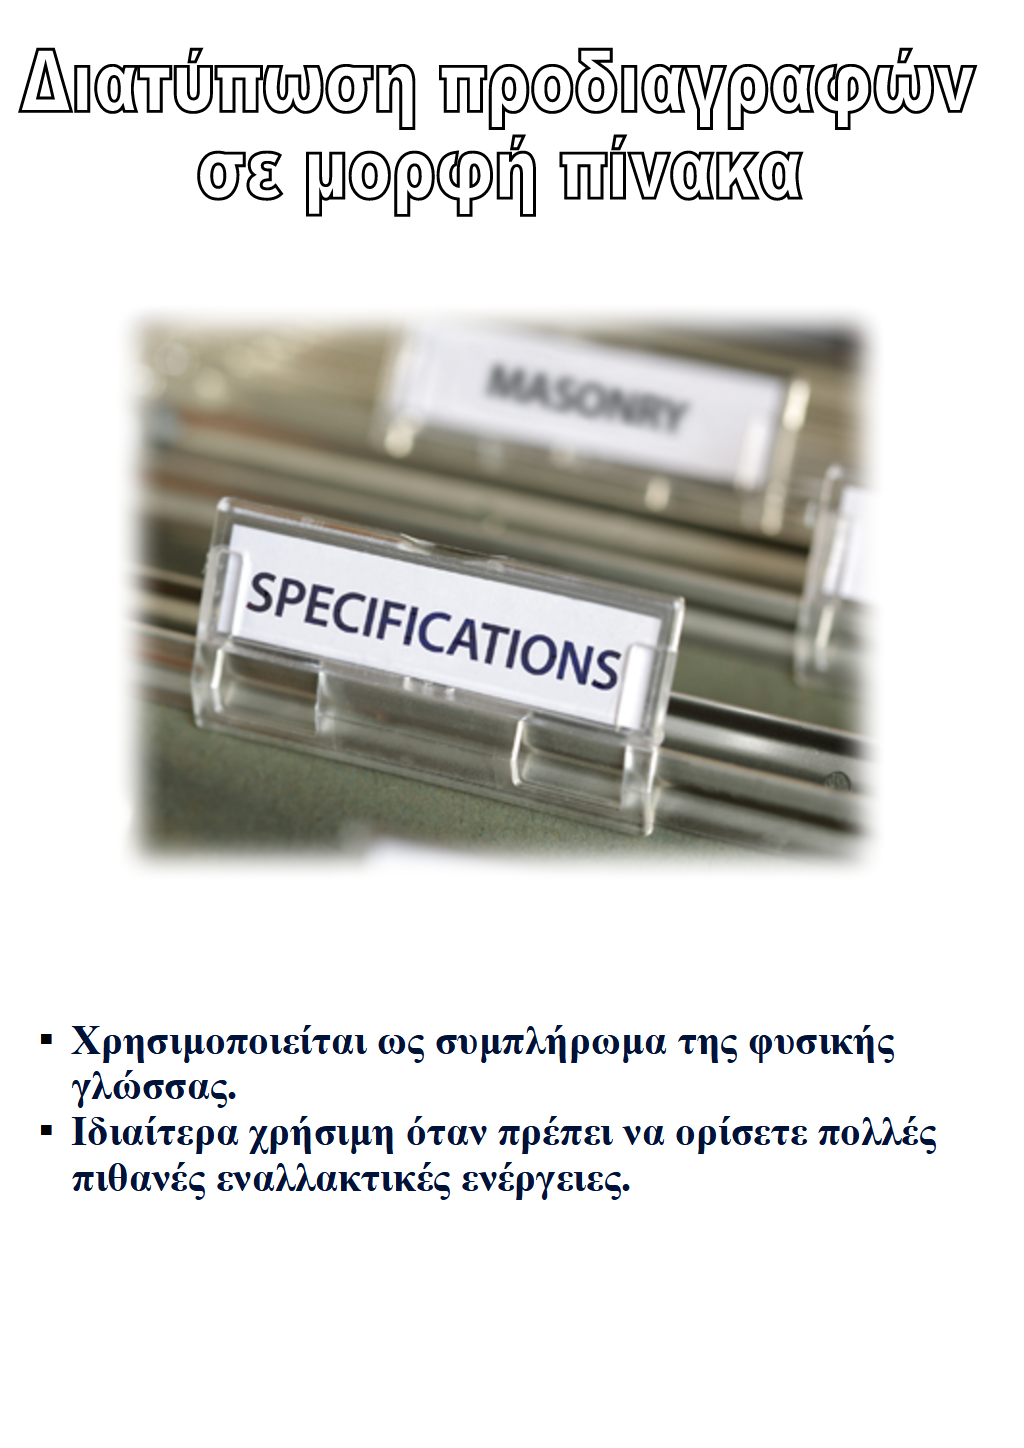 Διατύπωση προδιαγραφών
σε μορφή πίνακα
MASONRY
SPECIFICATIONS
▪ Χρησιμοποιείται ως συμπλήρωμα της φυσικής
γλώσσας.
▪ Ιδιαίτερα χρήσιμη όταν πρέπει να ορίσετε πολλές
πιθανές εναλλακτικές ενέργειες.